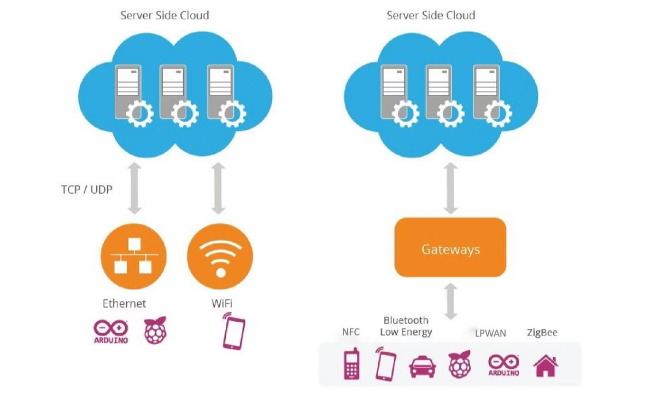 Server Side Cloud
TCP / UDP
Ethernet
WiFi
ARDUINO
Server Side Cloud
Gateways
NFC
Bluetooth
Low Energy
LPWAN
ZigBee
ARDUINO